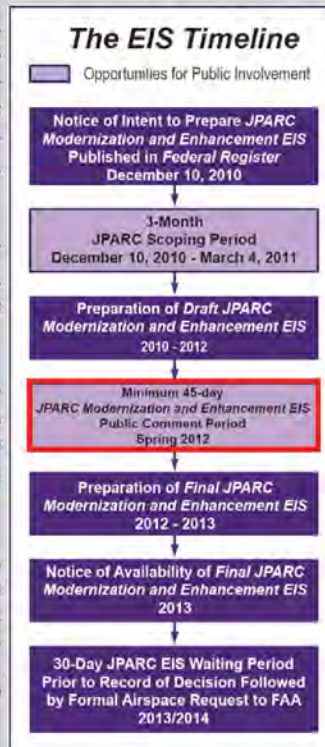 The EIS Timeline
Opportunities for Public Involvement
Notice of Intent to Prepare JPARC
Modernization and Enhancement EIS
Published in Federal Register
December 10, 2010
3-Month
JPARC Scoping Period
December 10, 2010 - March 4, 2011
Preparation of Draft JPARC
Modernization and Enhancement EIS
2010 - 2012
Minimum 45-day
JPARC Modernization and Enhancement EIS
Public Comment Period
Spring 2012
Preparation of Final JPARC
Modernization and Enhancement EIS
2012 - 2013
Notice of Availability of Final JPARC
Modernization and Enhancement EIS
2013
30-Day JPARC EIS Waiting Period
Prior to Record of Decision Followed
by Formal Airspace Request to FAA
2013/2014